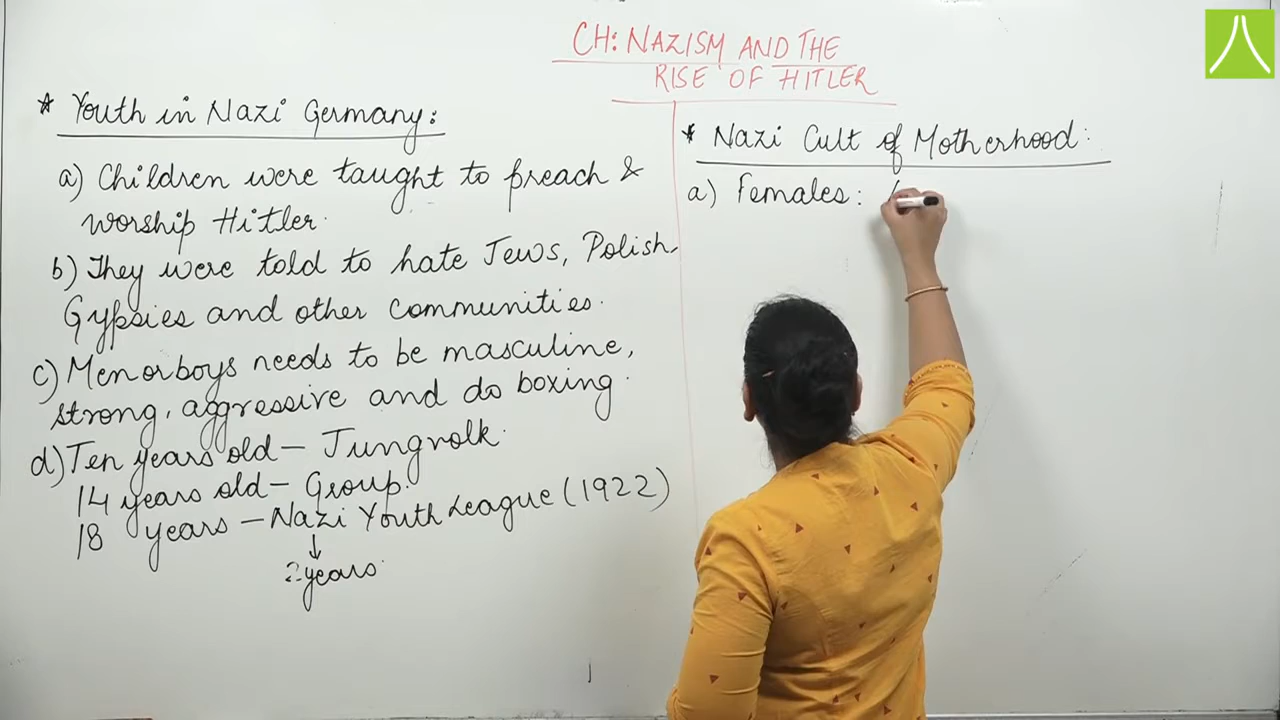 CH: NAZISM AND THE
RISE OF HITLER
* Youth in Nazi Germany:
a) Children were taught to preach &
worship Hitler.
b) They were told to hate Jews, Polish,
Gypsies and other communities.
c) Men or boys needs to be masculine,
strong, aggressive and do boxing.
d) Ten years old – Jungvolk.
14 years old – Group.
18 years – Nazi Youth League (1922)
↓
2 years.
* Nazi Cult of Motherhood:
a) Females: